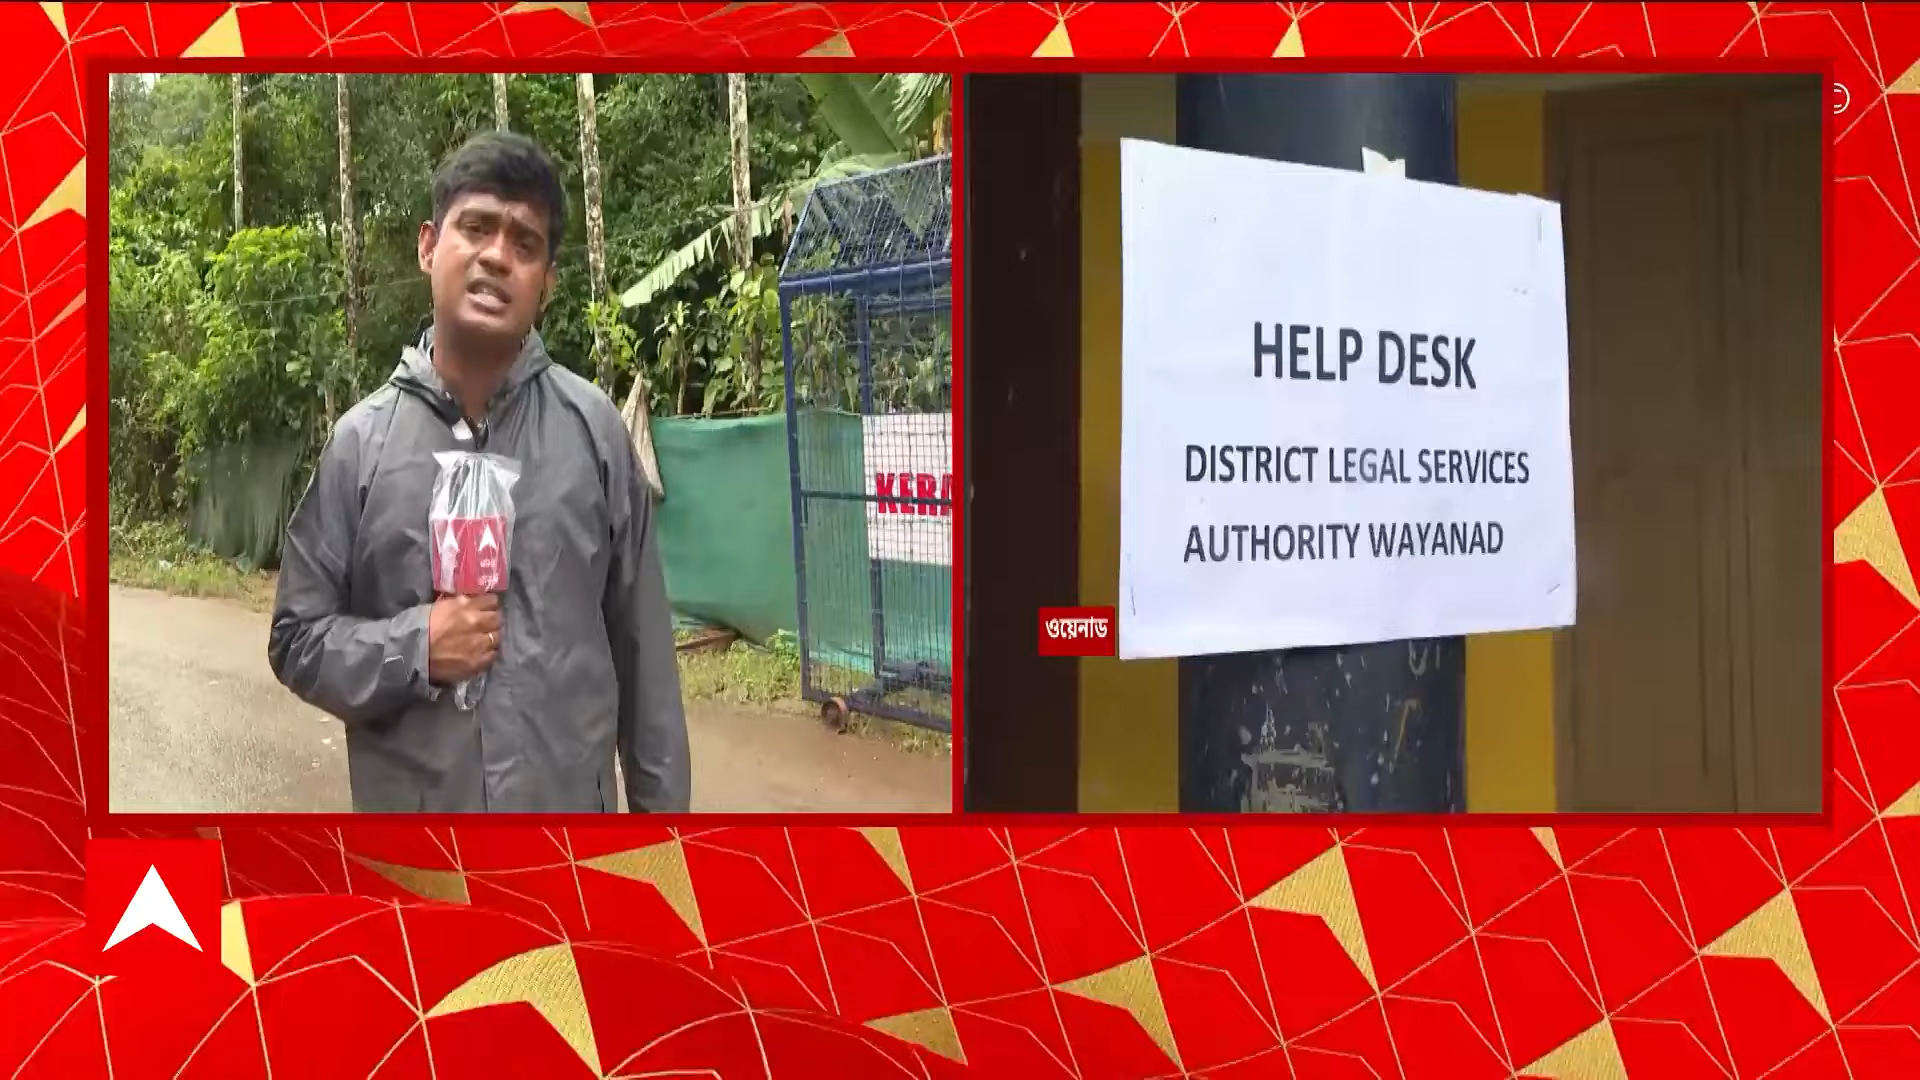 KERA
HELP DESK
DISTRICT LEGAL SERVICES
AUTHORITY WAYANAD
ওয়েনাড
©